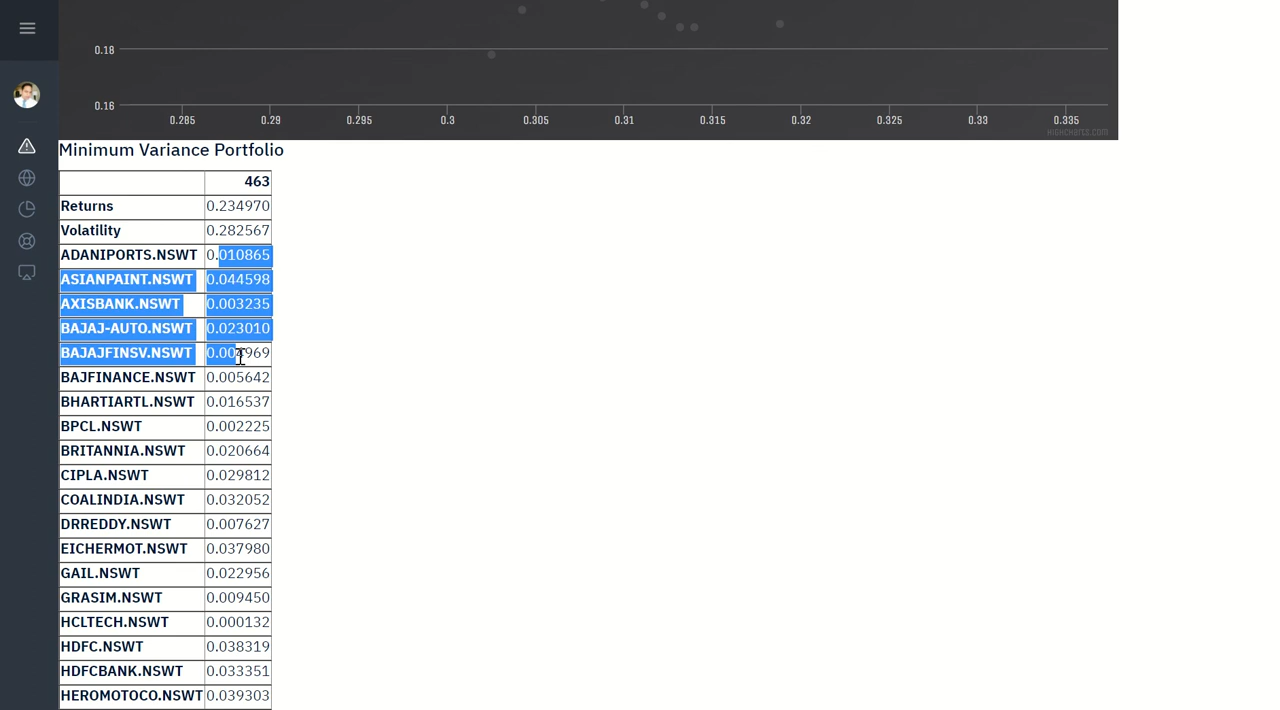 0.18
0.16
0.285 0.29 0.295 0.3 0.305 0.31 0.315 0.32 0.325 0.33 0.335
HIGHCHARTS.COM
Minimum Variance Portfolio
463
Returns 0.234970
Volatility 0.282567
ADANIPORTS.NSWT 0.010865
ASIANPAINT.NSWT 0.044598
AXISBANK.NSWT 0.003235
BAJAJ-AUTO.NSWT 0.023010
BAJAJFINSV.NSWT 0.004969
BAJFINANCE.NSWT 0.005642
BHARTIARTL.NSWT 0.016537
BPCL.NSWT 0.002225
BRITANNIA.NSWT 0.020664
CIPLA.NSWT 0.029812
COALINDIA.NSWT 0.032052
DRREDDY.NSWT 0.007627
EICHERMOT.NSWT 0.037980
GAIL.NSWT 0.022956
GRASIM.NSWT 0.009450
HCLTECH.NSWT 0.000132
HDFC.NSWT 0.038319
HDFCBANK.NSWT 0.033351
HEROMOTOCO.NSWT 0.039303